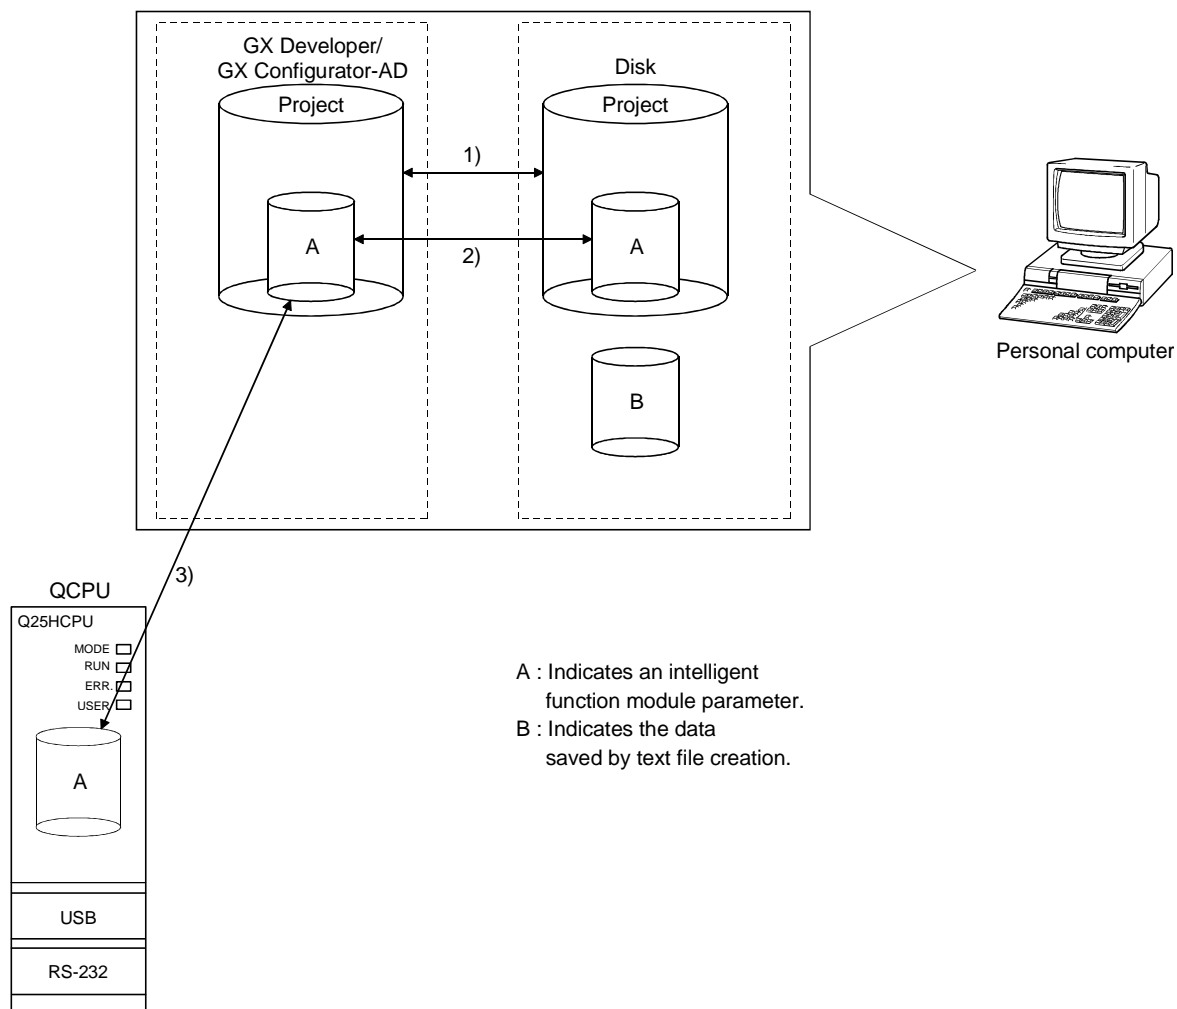 GX Developer/
GX Configurator-AD
Disk
Project
Project
1)
A
A
2)
B
Personal computer
3)
QCPU
Q25HCPU
MODE
RUN
ERR.
USER
A
USB
RS-232
A : Indicates an intelligent
function module parameter.
B : Indicates the data
saved by text file creation.